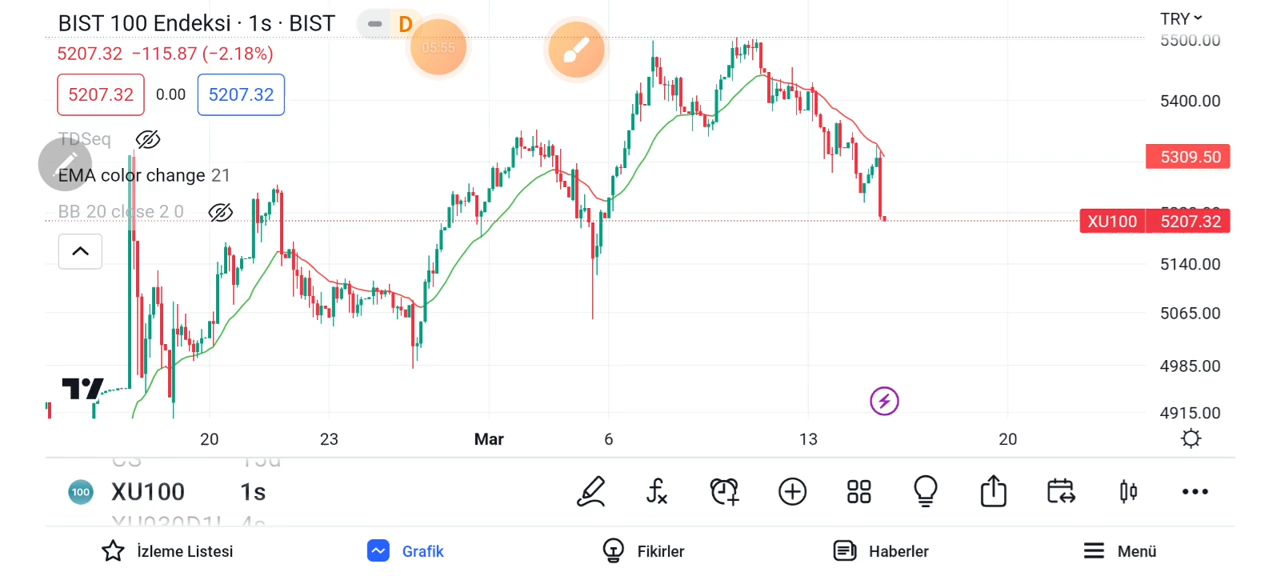 BIST 100 Endeksi · 1s · BIST
D
TRY
5207.32 −115.87 (−2.18%)
05:55
5500.00
5207.32 0.00 5207.32
5400.00
TDSeq
5309.50
EMA color change 21
BB 20 close 2 0
XU100 5207.32
5140.00
5065.00
4985.00
4915.00
20 23 Mar 6 13 20
100 XU100 1s
İzleme Listesi Grafik Fikirler Haberler Menü